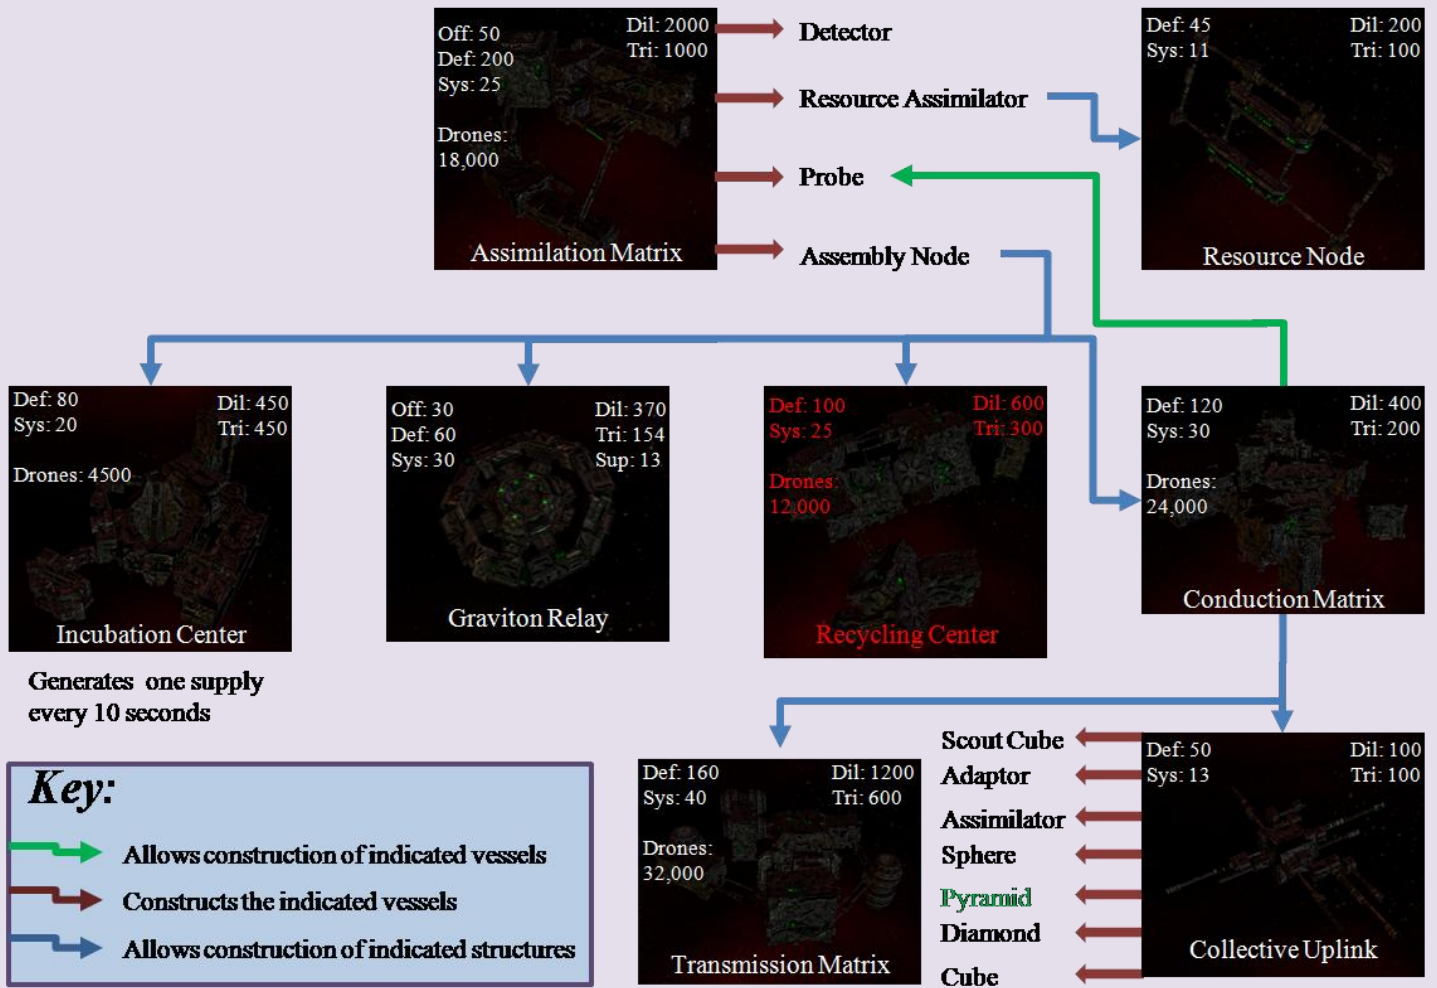 Off: 50
Def: 200
Sys: 25
Dil: 2000
Tri: 1000
Drones:
18,000
Assimilation Matrix
Detector
Resource Assimilator
Probe
Assembly Node
Def: 45
Sys: 11
Dil: 200
Tri: 100
Resource Node
Def: 80
Sys: 20
Dil: 450
Tri: 450
Drones: 4500
Incubation Center
Generates one supply
every 10 seconds
Off: 30
Def: 60
Sys: 30
Dil: 370
Tri: 154
Sup: 13
Graviton Relay
Def: 100
Sys: 25
Dil: 600
Tri: 300
Drones:
12,000
Recycling Center
Def: 120
Sys: 30
Dil: 400
Tri: 200
Drones:
24,000
Conduction Matrix
Def: 160
Sys: 40
Dil: 1200
Tri: 600
Drones:
32,000
Transmission Matrix
Scout Cube
Adaptor
Assimilator
Sphere
Pyramid
Diamond
Cube
Def: 50
Sys: 13
Dil: 100
Tri: 100
Collective Uplink
Key:
Allows construction of indicated vessels
Constructs the indicated vessels
Allows construction of indicated structures